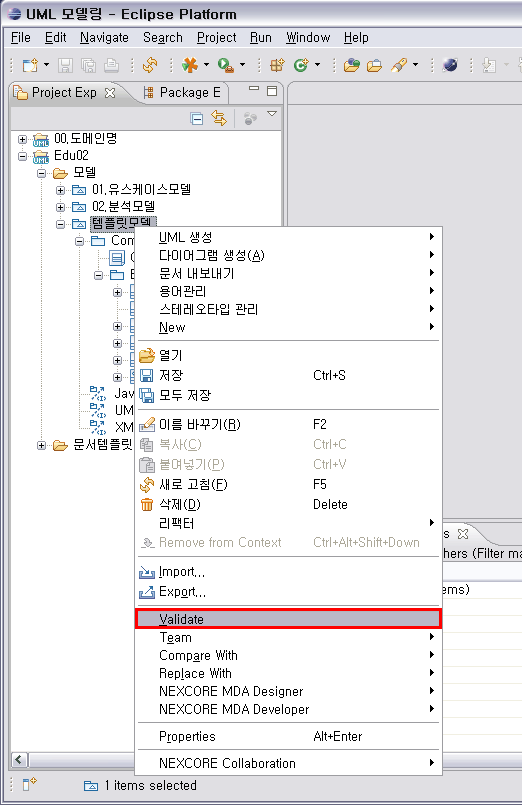 UML 모델링 - Eclipse Platform
File Edit Navigate Search Project Run Window Help
Project Exp Package E
00.도메인명
Edu02
모델
01.유스케이스모델
02.분석모델
템플릿모델
Com
UML 생성
다이어그램 생성(A)
문서 내보내기
용어관리
스테레오타입 관리
New
열기
저장 Ctrl+S
모두 저장
Jav
UM
이름 바꾸기(R) F2
XM
복사(C) Ctrl+C
문서템플릿
붙여넣기(P) Ctrl+V
새로 고침(F) F5
삭제(D) Delete
리팩터
Remove from Context Ctrl+Alt+Shift+Down
s
hers (Filter ma
Import...
Export...
ems)
Validate
Team
Compare With
Replace With
NEXCORE MDA Designer
NEXCORE MDA Developer
Properties Alt+Enter
NEXCORE Collaboration
1 items selected